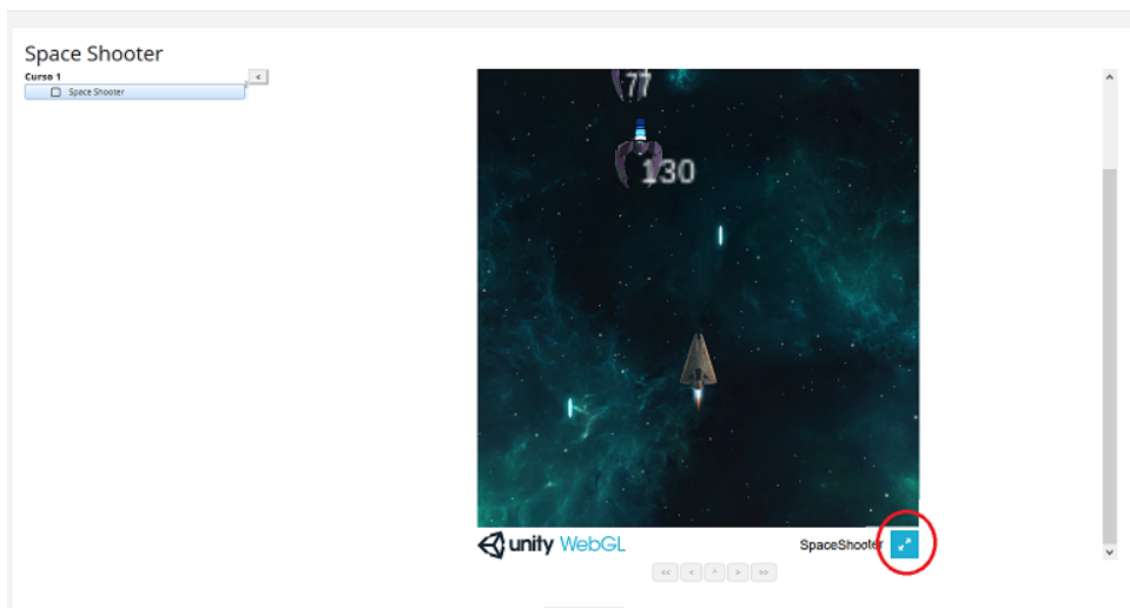 Space Shooter
Curso 1
<
Space Shooter
77
130
unity WebGL
SpaceShooter
<< < ^ > >>